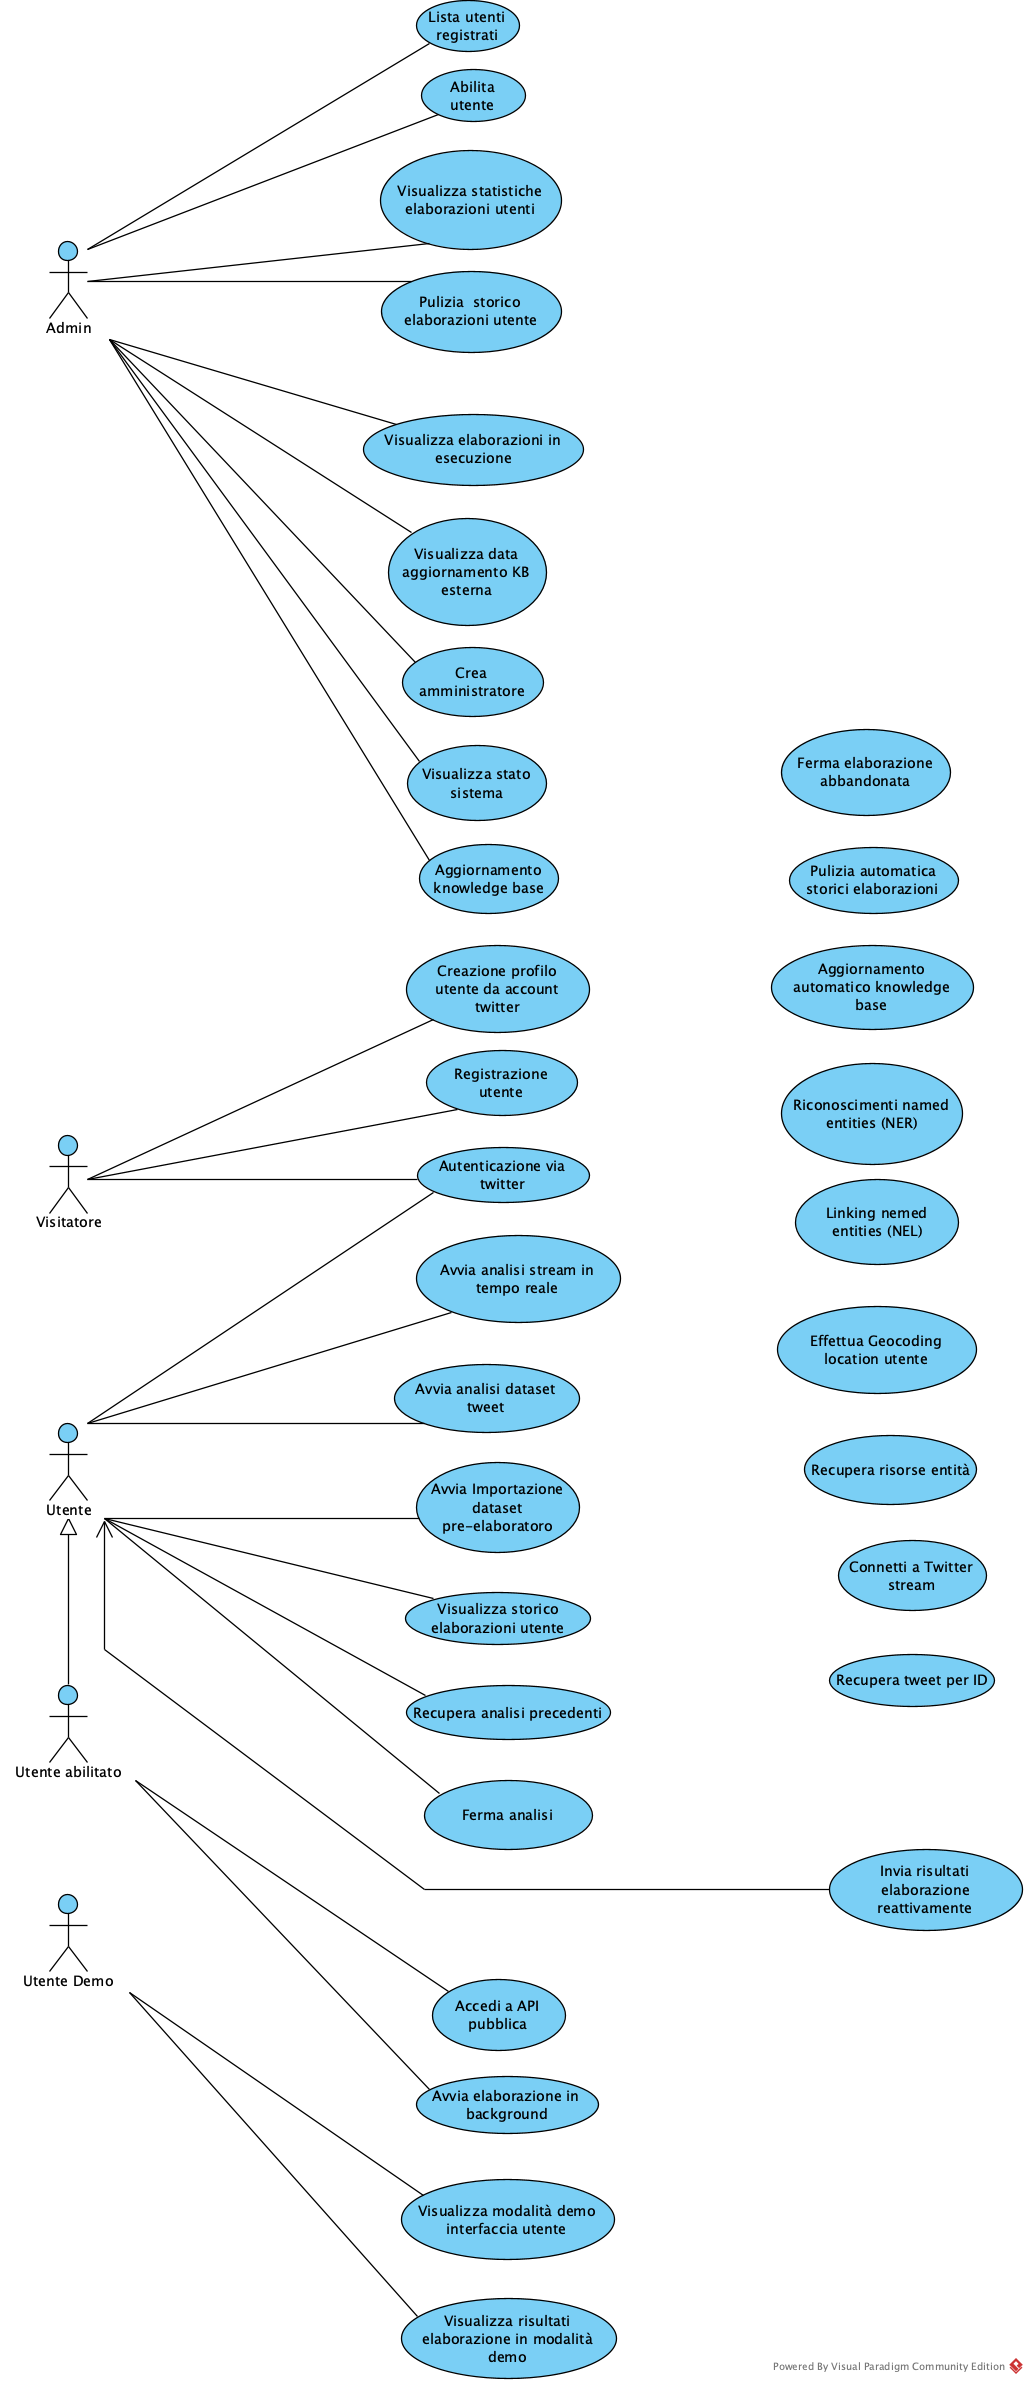 Lista utenti
registrati
Abilita
utente
Visualizza statistiche
elaborazioni utenti
Pulizia  storico
elaborazioni utente
Admin
Visualizza elaborazioni in
esecuzione
Visualizza data
aggiornamento KB
esterna
Crea
amministratore
Visualizza stato
sistema
Aggiornamento
knowledge base
Ferma elaborazione
abbandonata
Pulizia automatica
storici elaborazioni
Aggiornamento
automatico knowledge
base
Creazione profilo
utente da account
twitter
Registrazione
utente
Visitatore
Autenticazione via
twitter
Riconoscimenti named
entities (NER)
Linking nemed
entities (NEL)
Avvia analisi stream in
tempo reale
Effettua Geocoding
location utente
Avvia analisi dataset
tweet
Utente
Avvia Importazione
dataset
pre-elaboratoro
Recupera risorse entità
Visualizza storico
elaborazioni utente
Connetti a Twitter
stream
Recupera analisi precedenti
Recupera tweet per ID
Utente abilitato
Ferma analisi
Invia risultati
elaborazione
reattivamente
Utente Demo
Accedi a API
pubblica
Avvia elaborazione in
background
Visualizza modalità demo
interfaccia utente
Visualizza risultati
elaborazione in modalità
demo
Powered By Visual Paradigm Community Edition